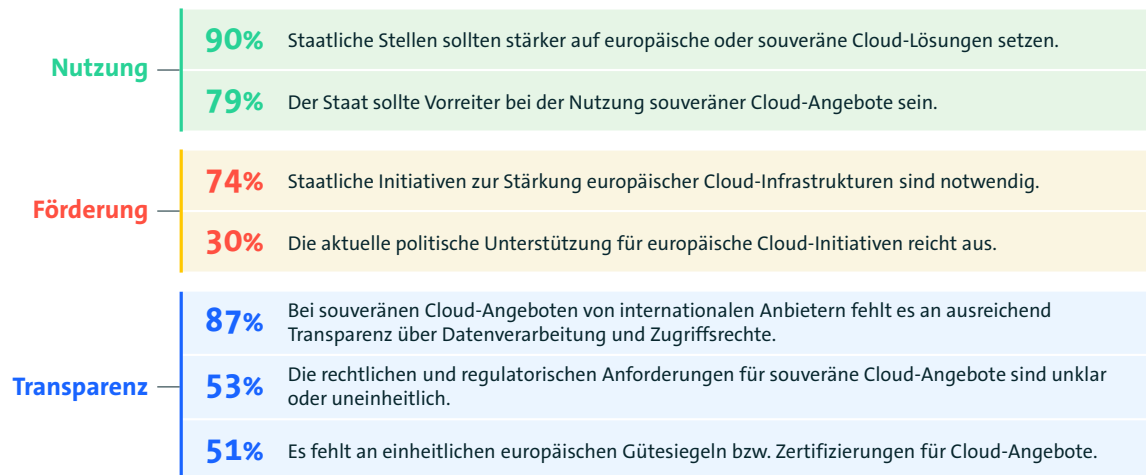 Nutzung
90% Staatliche Stellen sollten stärker auf europäische oder souveräne Cloud-Lösungen setzen.
79% Der Staat sollte Vorreiter bei der Nutzung souveräner Cloud-Angebote sein.
Förderung
74% Staatliche Initiativen zur Stärkung europäischer Cloud-Infrastrukturen sind notwendig.
30% Die aktuelle politische Unterstützung für europäische Cloud-Initiativen reicht aus.
Transparenz
87% Bei souveränen Cloud-Angeboten von internationalen Anbietern fehlt es an ausreichend
Transparenz über Datenverarbeitung und Zugriffsrechte.
53% Die rechtlichen und regulatorischen Anforderungen für souveräne Cloud-Angebote sind unklar
oder uneinheitlich.
51% Es fehlt an einheitlichen europäischen Gütesiegeln bzw. Zertifizierungen für Cloud-Angebote.